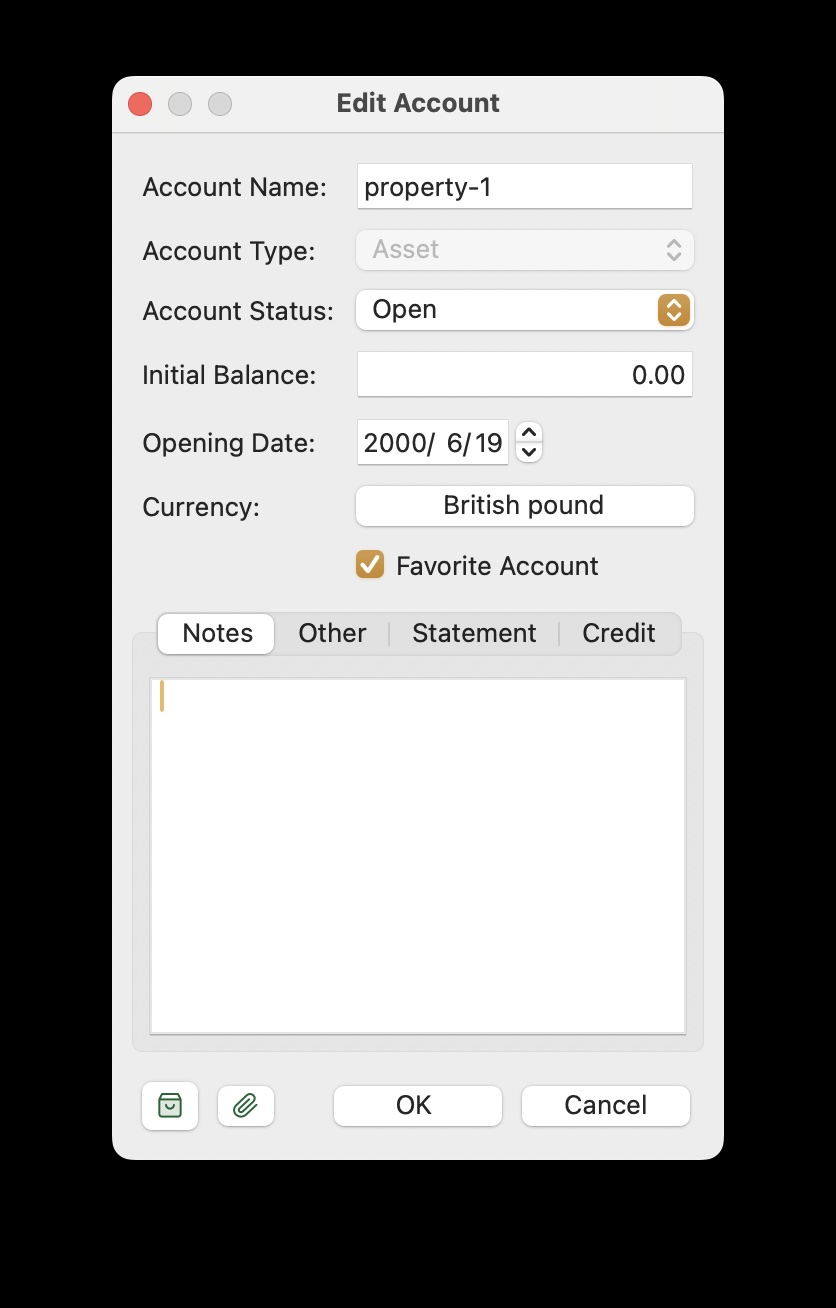 Edit Account
Account Name: property-1
Account Type: Asset
Account Status: Open
Initial Balance: 0.00
Opening Date: 2000/ 6/19
Currency: British pound
Favorite Account
Notes Other Statement Credit
OK Cancel